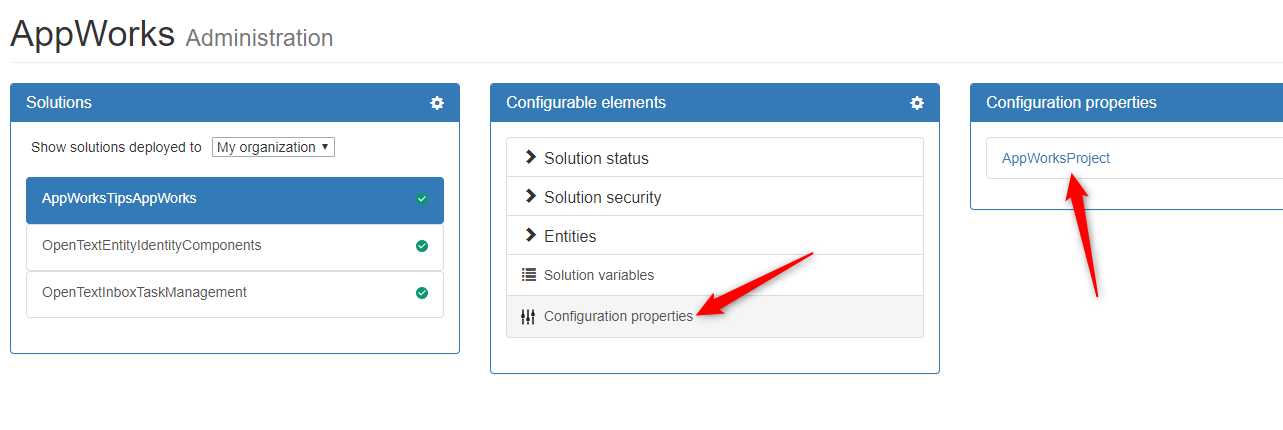 AppWorks Administration
Solutions
Show solutions deployed to My organization
AppWorksTipsAppWorks
OpenTextEntityIdentityComponents
OpenTextInboxTaskManagement
Configurable elements
Solution status
Solution security
Entities
Solution variables
Configuration properties
Configuration properties
AppWorksProject